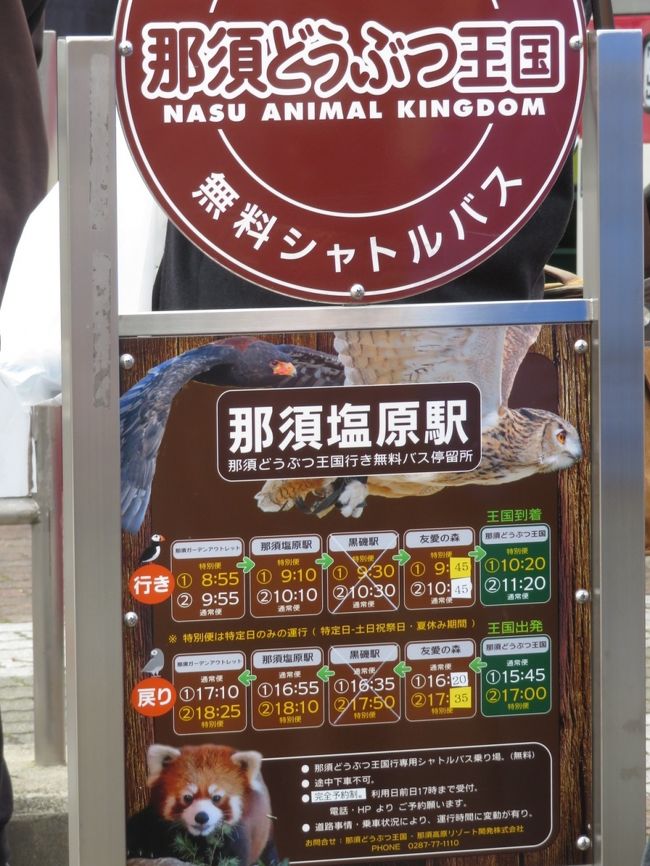 那須どうぶつ王国
NASU ANIMAL KINGDOM
無料シャトルバス
那須塩原駅
那須どうぶつ王国行き無料バス停留所
王国到着
行き
那須ガーデンアウトレット
特別便
① 8:55
② 9:55
通常便
那須塩原駅
特別便
① 9:10
②10:10
通常便
黒磯駅
特別便
① 9:30
②10:30
通常便
友愛の森
特別便
① 9:45
②10:45
通常便
那須どうぶつ王国
特別便
①10:20
②11:20
通常便
※ 特別便は特定日のみの運行（ 特定日-土日祝祭日・夏休み期間 ）
王国出発
戻り
那須ガーデンアウトレット
通常便
①17:10
②18:25
特別便
那須塩原駅
通常便
①16:55
②18:10
特別便
黒磯駅
通常便
①16:35
②17:50
特別便
友愛の森
通常便
①16:20
②17:35
特別便
那須どうぶつ王国
通常便
①15:45
②17:00
特別便
● 那須どうぶつ王国行専用シャトルバス乗り場。(無料)
● 途中下車不可。
● 完全予約制。利用日前日17時まで受付。
電話・HP より ご予約願います。
● 道路事情・乗車状況により、運行時間に変動が有り。
お問合せ：那須どうぶつ王国・那須高原リゾート開発株式会社
PHONE 0287-77-1110